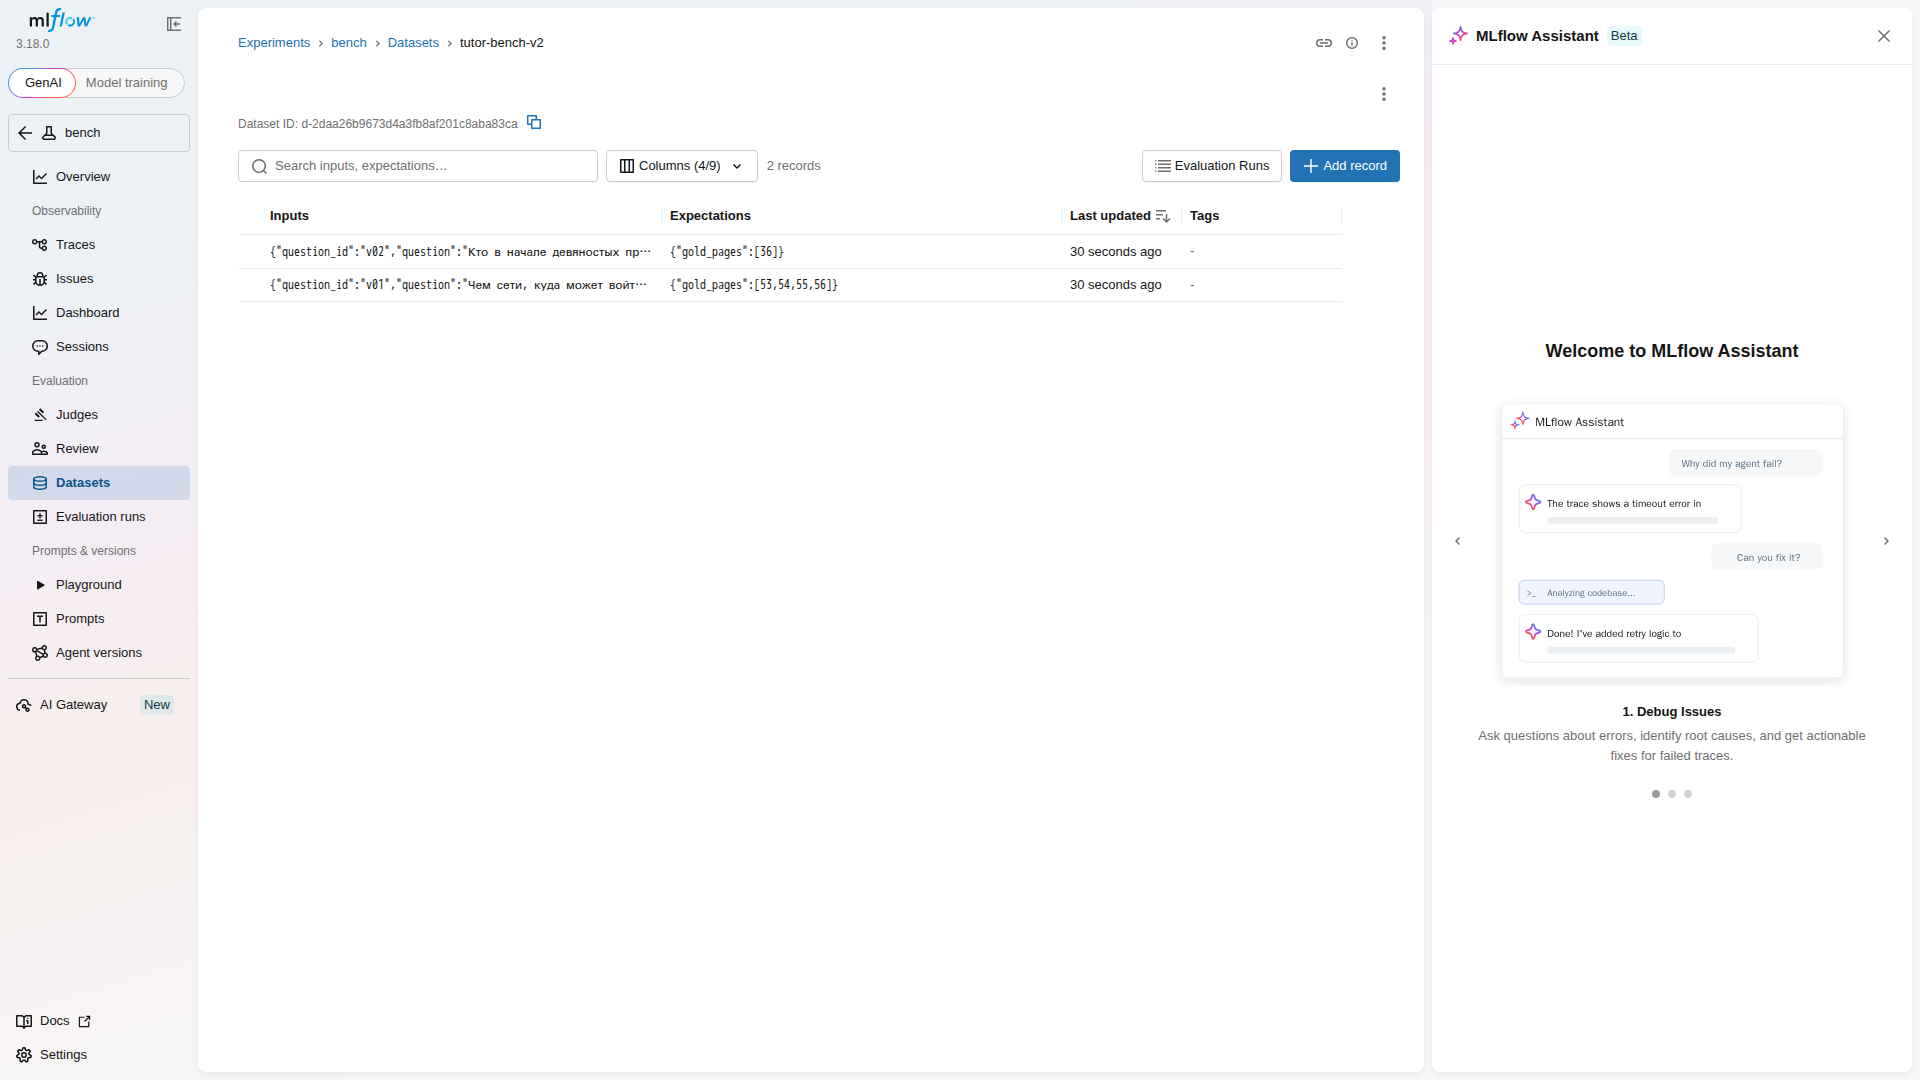 mlflow
3.18.0
GenAI
Model training
bench
Overview
Observability
Traces
Issues
Dashboard
Sessions
Evaluation
Judges
Review
Datasets
Evaluation runs
Prompts & versions
Playground
Prompts
Agent versions
AI Gateway New
Docs
Settings
Experiments > bench > Datasets > tutor-bench-v2
Dataset ID: d-2daa26b9673d4a3fb8af201c8aba83ca
Search inputs, expectations...
Columns (4/9)
2 records
Evaluation Runs
Add record
Inputs Expectations Last updated Tags
{"question_id":"v02","question":"Кто в начале девяностых пр… {"gold_pages":[36]} 30 seconds ago -
{"question_id":"v01","question":"Чем сети, куда может войт… {"gold_pages":[53,54,55,56]} 30 seconds ago -
MLflow Assistant Beta
Welcome to MLflow Assistant
MLflow Assistant
Why did my agent fail?
The trace shows a timeout error in
Can you fix it?
>_ Analyzing codebase...
Done! I've added retry logic to
1. Debug Issues
Ask questions about errors, identify root causes, and get actionable
fixes for failed traces.